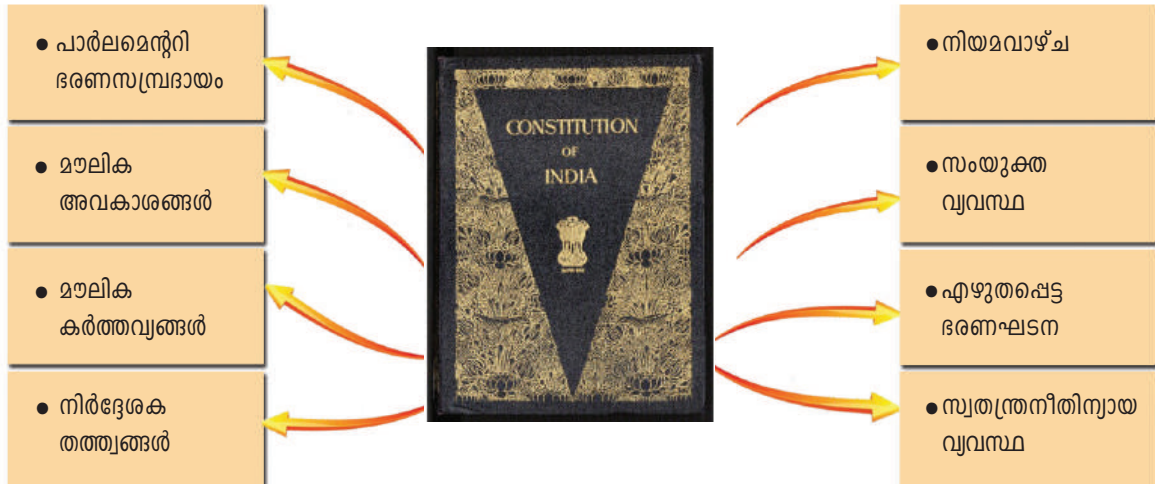 • പാർലമെന്ററി
ഭരണസമ്പ്രദായം
• മൗലിക
അവകാശങ്ങൾ
• മൗലിക
കർത്തവ്യങ്ങൾ
• നിർദ്ദേശക
തത്ത്വങ്ങൾ
CONSTITUTION
OF
INDIA
• നിയമവാഴ്ച
• സംയുക്ത
വ്യവസ്ഥ
• എഴുതപ്പെട്ട
ഭരണഘടന
• സ്വതന്ത്രനീതിന്യായ
വ്യവസ്ഥ